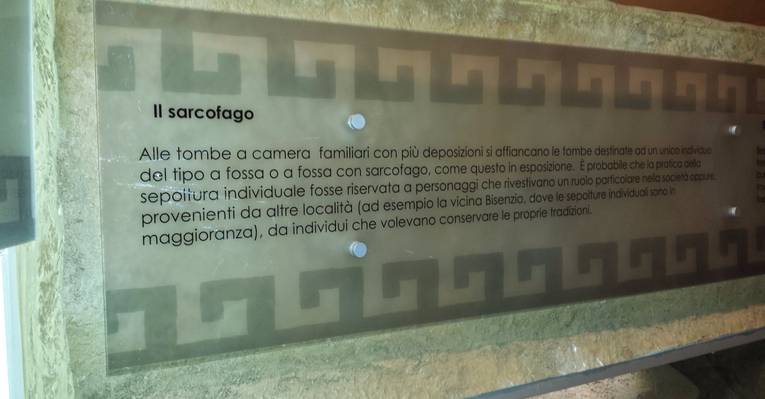 Il sarcofago
Alle tombe a camera familiari con più deposizioni si affiancano le tombe destinate ad un unico individuo
del tipo a fossa o a fossa con sarcofago, come questo in esposizione. È probabile che la pratica della
sepoltura individuale fosse riservata a personaggi che rivestivano un ruolo particolare nella società oppure,
provenienti da altre località (ad esempio la vicina Bisenzio, dove le sepolture individuali sono in
maggioranza), da individui che volevano conservare le proprie tradizioni.